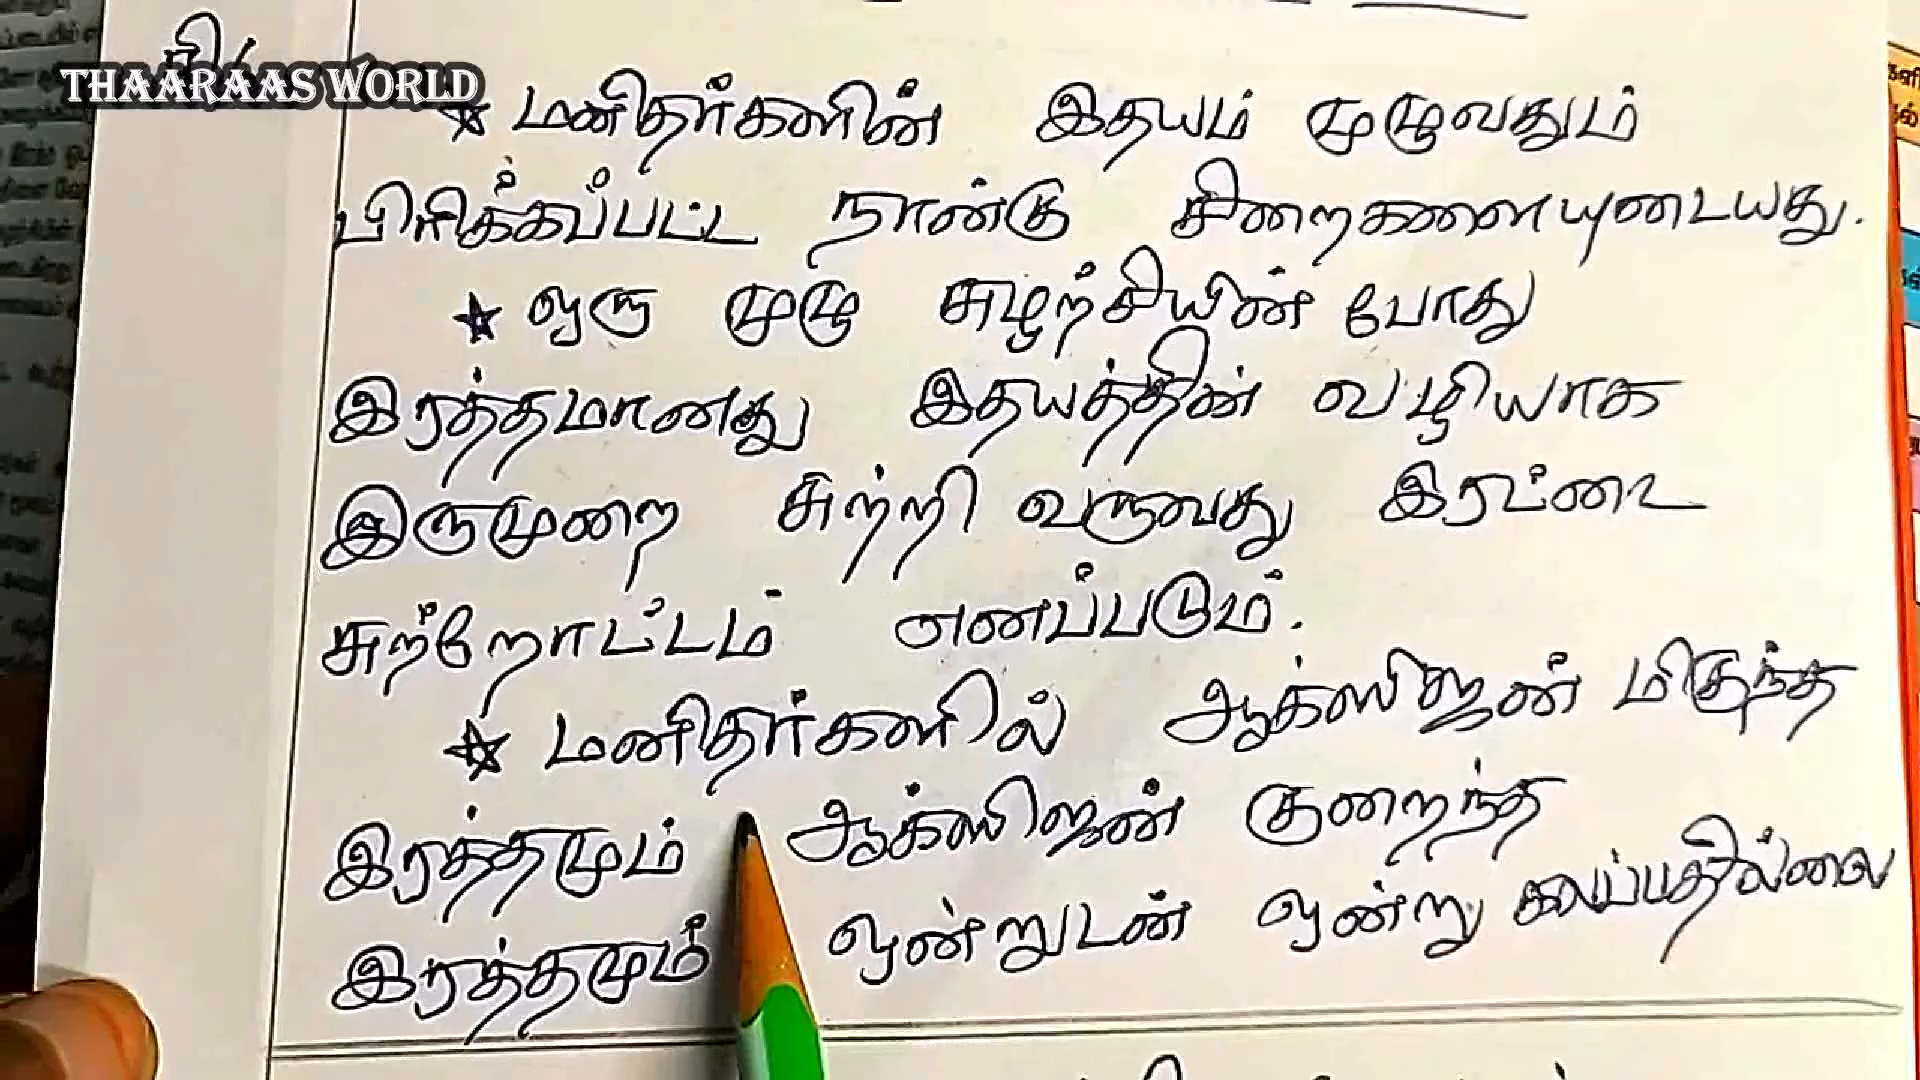 THAARAAS WORLD
★ மனிதர்களின் இதயம் முழுவதும்
பிரிக்கப்பட்ட நான்கு சிறைகளையுடையது.
★ ஒரு முழு சுழற்சியின் போது
இரத்தமானது இதயத்தின் வழியாக
இருமுறை சுற்றி வருவது இரட்டை
சுற்றோட்டம் எனப்படும்.
★ மனிதர்களில் ஆக்ஸிஜன் மிகுந்த
இரத்தமும் ஆக்ஸிஜன் குறைந்த
இரத்தமும் ஒன்றுடன் ஒன்று கலப்பதில்லை